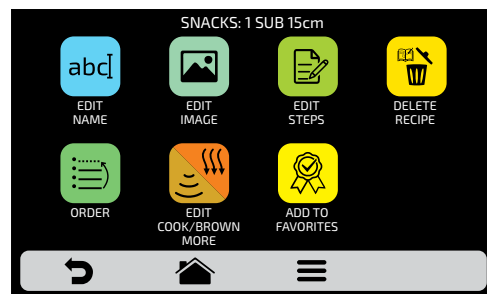 SNACKS: 1 SUB 15cm
abc
EDIT
NAME
EDIT
IMAGE
EDIT
STEPS
DELETE
RECIPE
ORDER
EDIT
COOK/BROWN
MORE
ADD TO
FAVORITES